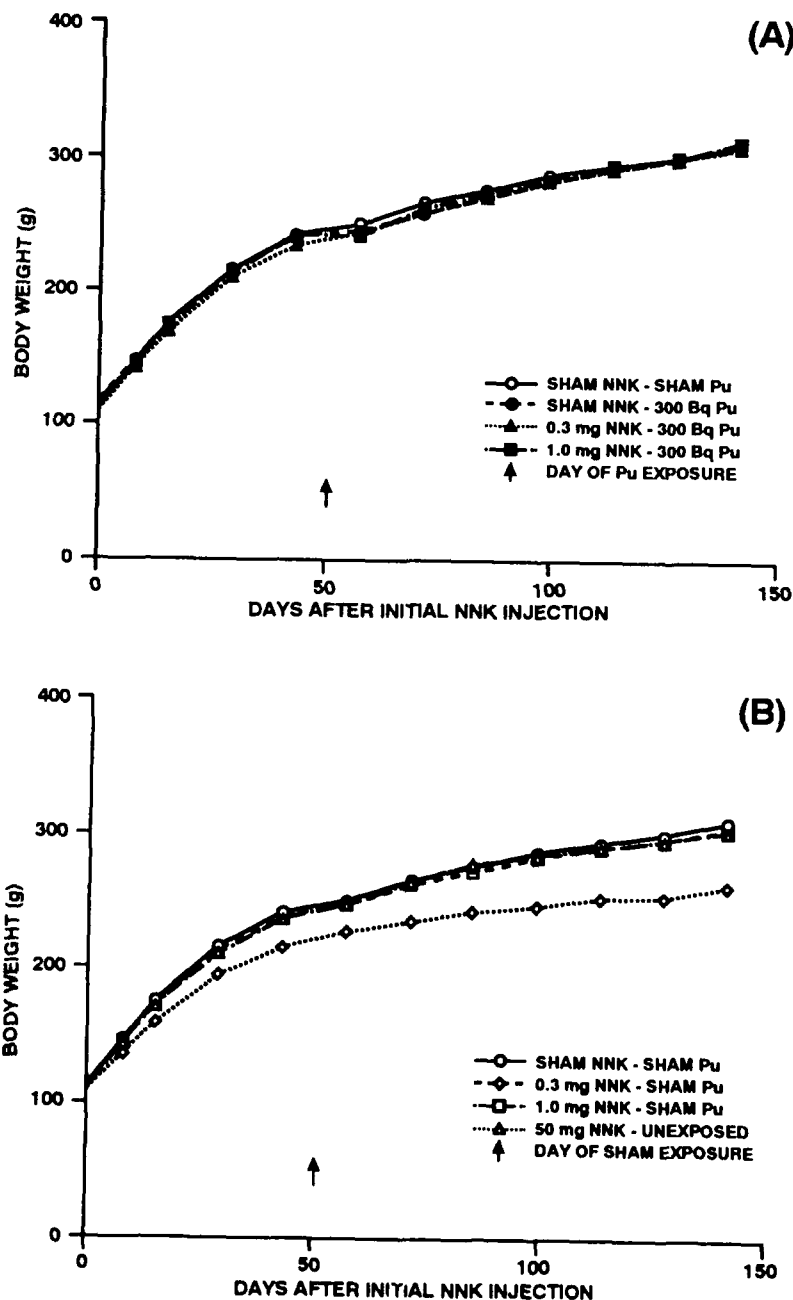 (A)
400
300
200
100
0
BODY WEIGHT (g)
SHAM NNK - SHAM Pu
SHAM NNK - 300 Bq Pu
0.3 mg NNK - 300 Bq Pu
1.0 mg NNK - 300 Bq Pu
DAY OF Pu EXPOSURE
0 50 100 150
DAYS AFTER INITIAL NNK INJECTION
(B)
400
300
200
100
0
BODY WEIGHT (g)
SHAM NNK - SHAM Pu
0.3 mg NNK - SHAM Pu
1.0 mg NNK - SHAM Pu
50 mg NNK - UNEXPOSED
DAY OF SHAM EXPOSURE
0 50 100 150
DAYS AFTER INITIAL NNK INJECTION